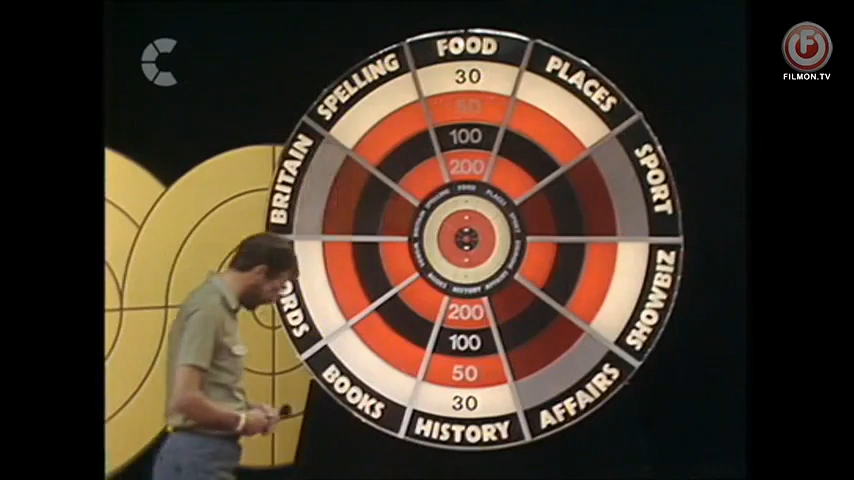 FOOD
PLACES
SPORT
SHOWBIZ
AFFAIRS
HISTORY
BOOKS
ORDS
BRITAIN
SPELLING
30
50
100
200
200
100
50
30
C
F
FILMON.TV